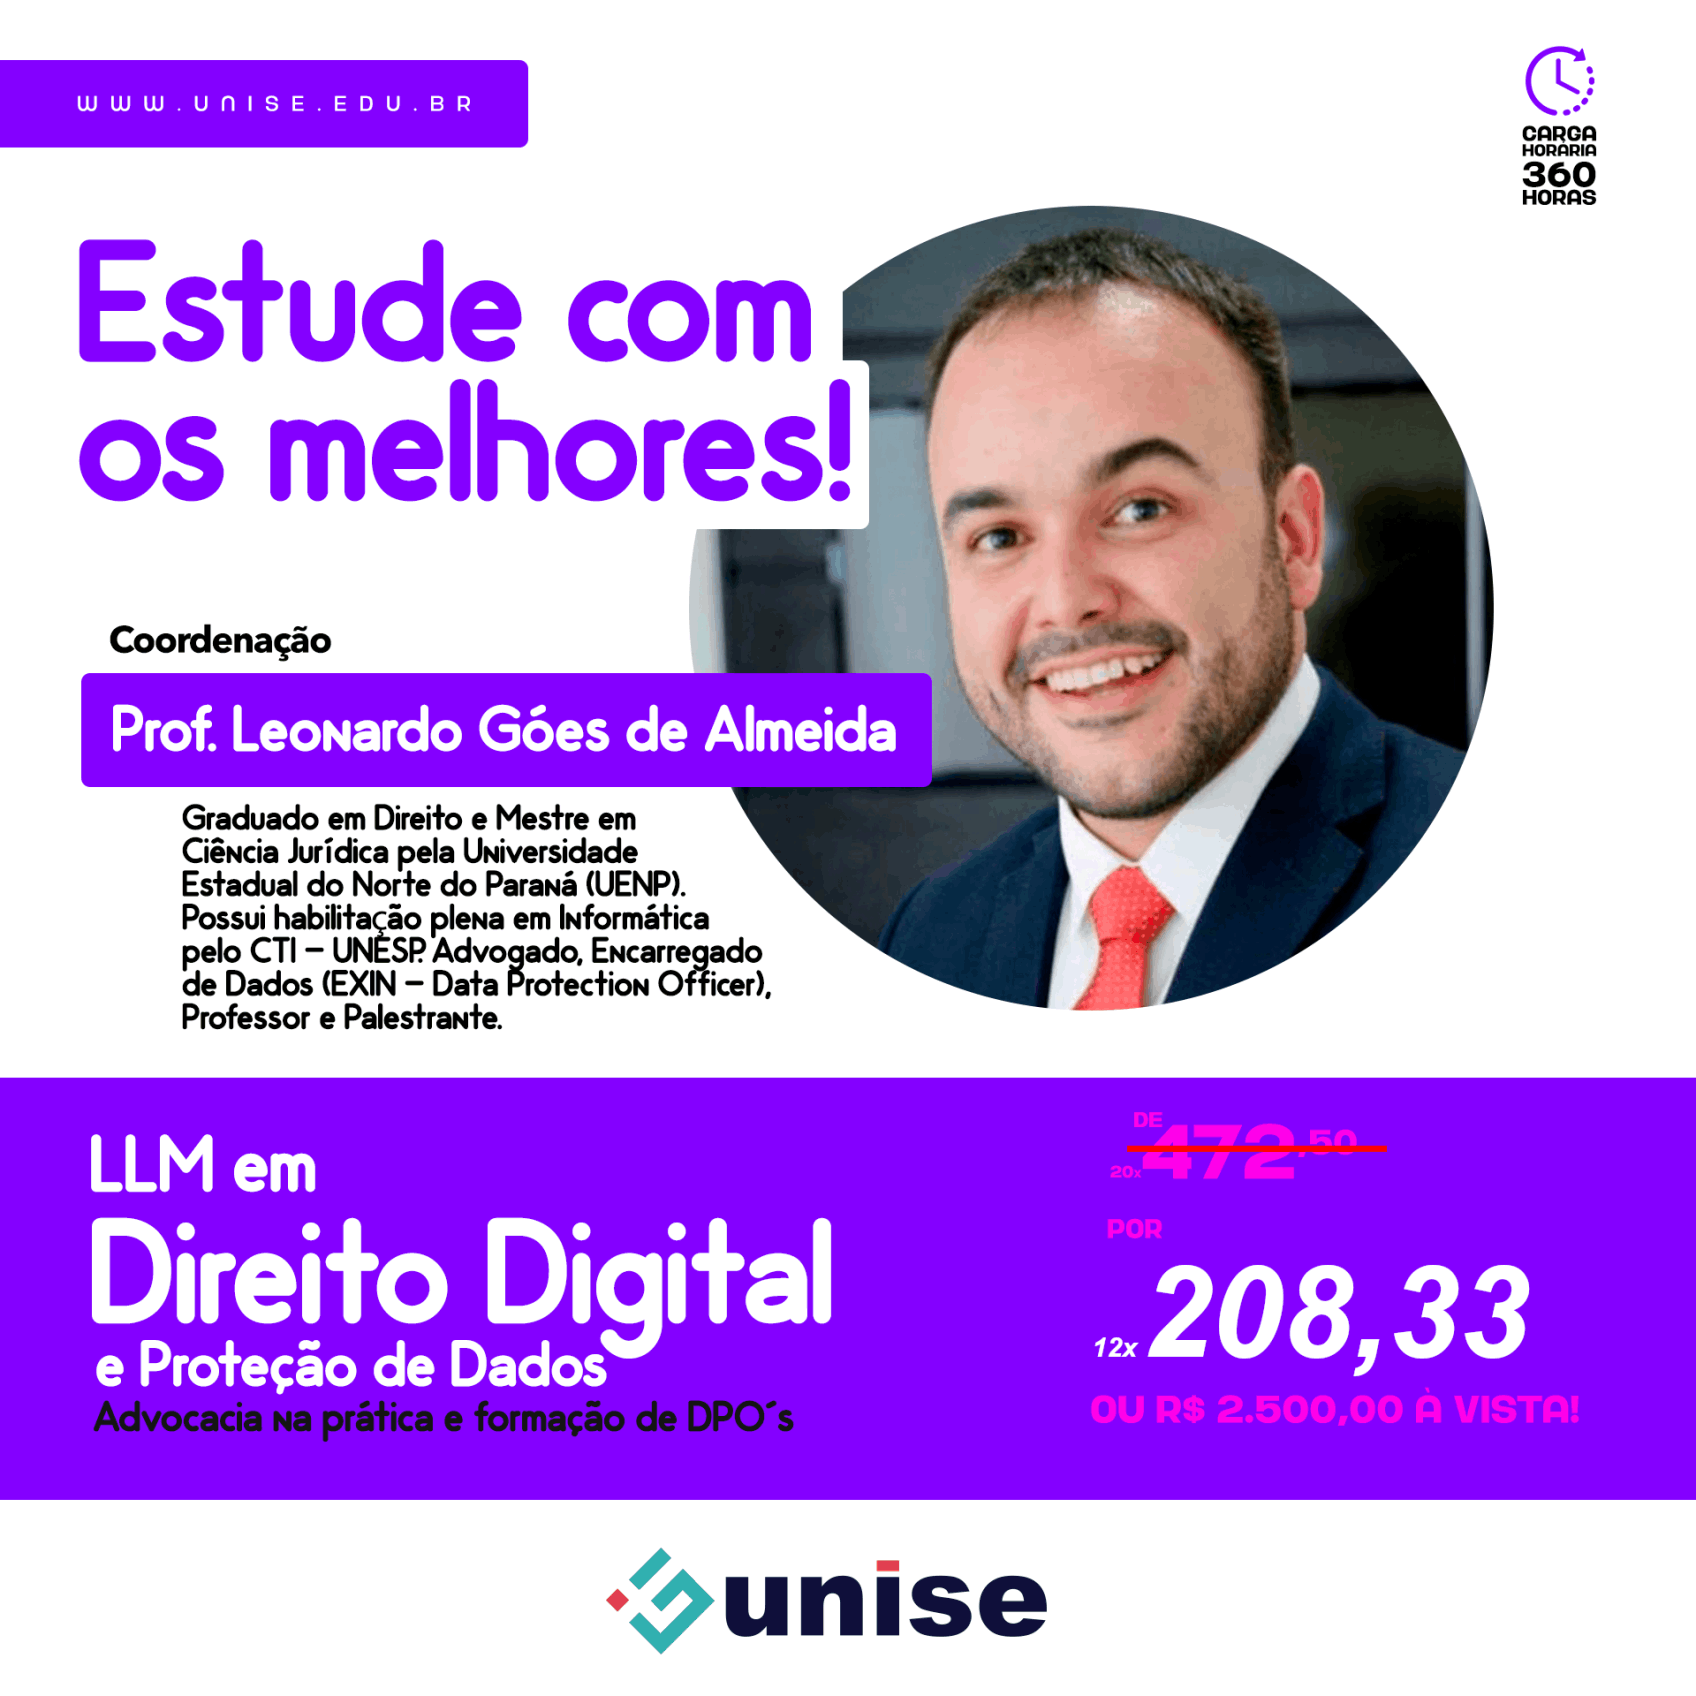 WWW.UNISE.EDU.BR
CARGA
HORÁRIA
360
HORAS
Estude com
os melhores!
Coordenação
Prof. Leonardo Góes de Almeida
Graduado em Direito e Mestre em
Ciência Jurídica pela Universidade
Estadual do Norte do Paraná (UENP).
Possui habilitação plena em Informática
pelo CTI – UNESP. Advogado, Encarregado
de Dados (EXIN – Data Protection Officer),
Professor e Palestrante.
LLM em
Direito Digital
e Proteção de Dados
Advocacia na prática e formação de DPO´s
DE
20x 472,50
POR
12x 208,33
OU R$ 2.500,00 À VISTA!
unise